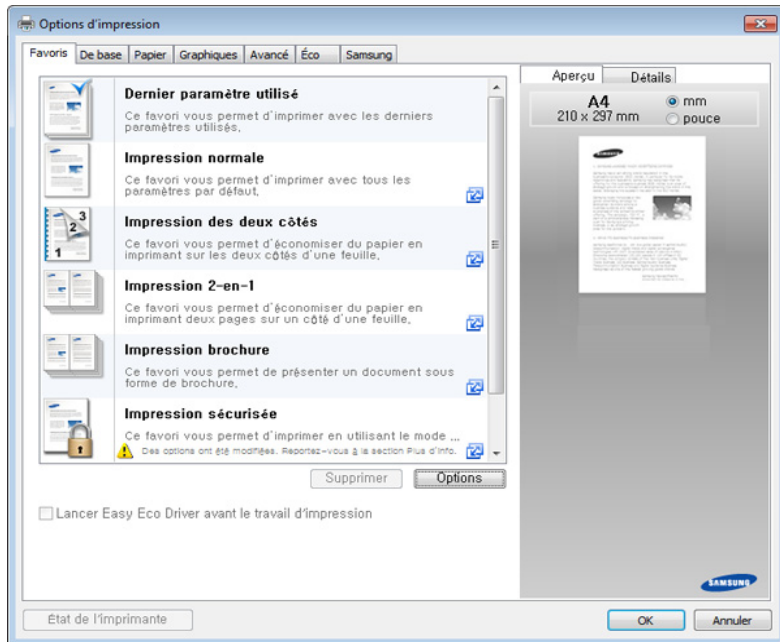 Options d'impression
Favoris De base Papier Graphiques Avancé Éco Samsung
Dernier paramètre utilisé
Ce favori vous permet d'imprimer avec les derniers
paramètres utilisés,
Impression normale
Ce favori vous permet d'imprimer avec tous les
paramètres par défaut,
Impression des deux côtés
Ce favori vous permet d'économiser du papier en
imprimant sur les deux côtés d'une feuille,
Impression 2-en-1
Ce favori vous permet d'économiser du papier en
imprimant deux pages sur un côté d'une feuille,
Impression brochure
Ce favori vous permet de présenter un document sous
forme de brochure,
Impression sécurisée
Ce favori vous permet d'imprimer en utilisant le mode ...
Des options ont été modifiées. Reportez-vous à la section Plus d'info.
Supprimer Options
Lancer Easy Eco Driver avant le travail d'impression
Aperçu Détails
A4
210 x 297 mm
mm
pouce
SAMSUNG
SAMSUNG
État de l'imprimante
OK Annuler